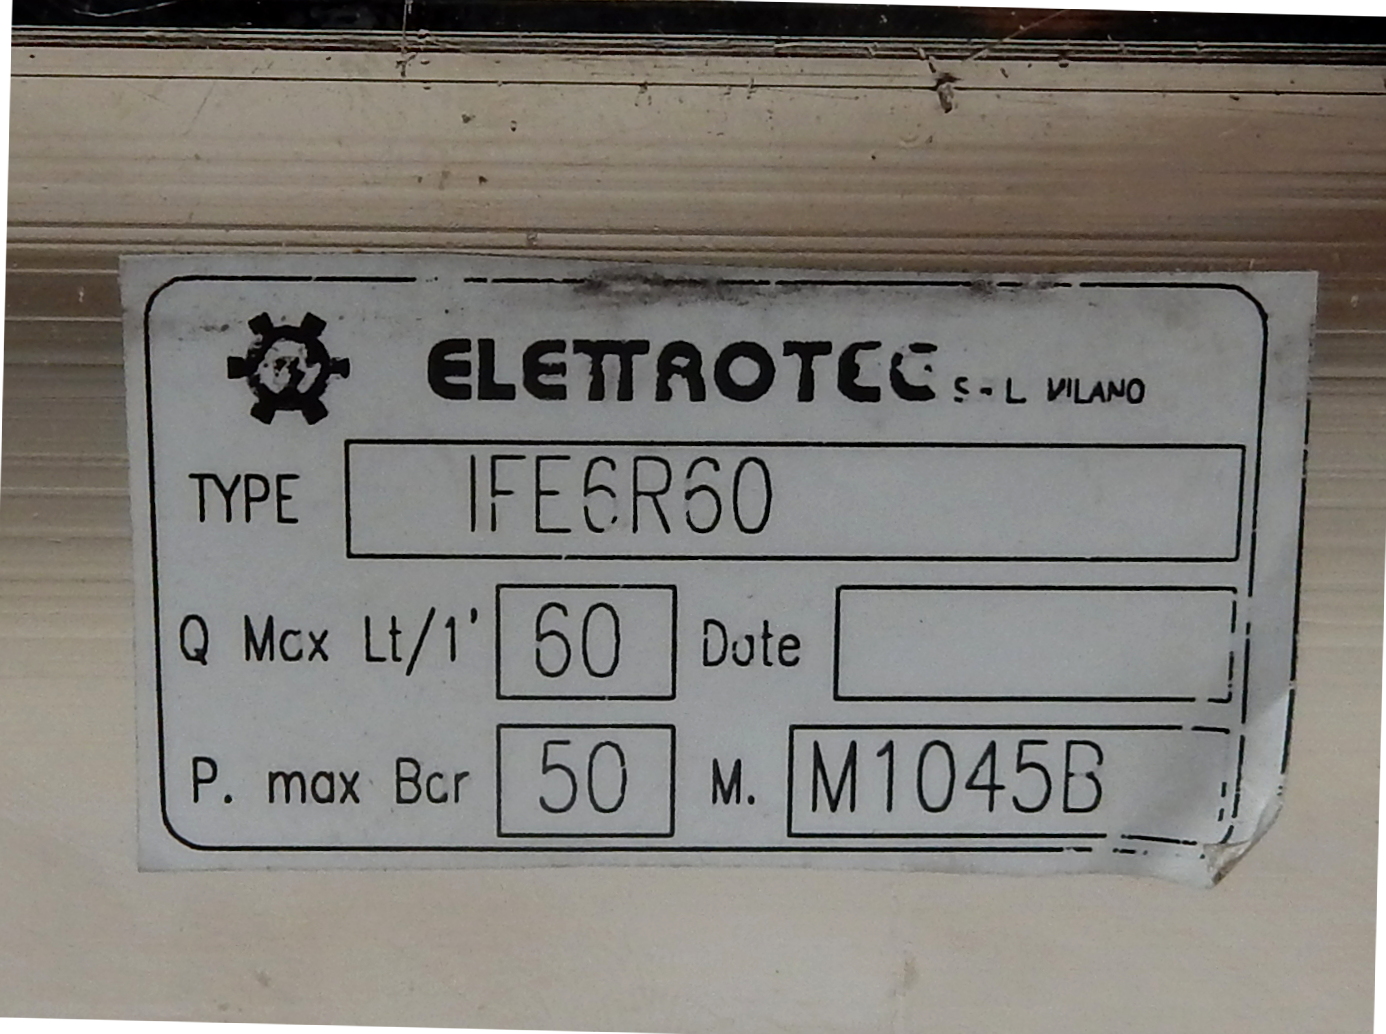 ELETTROTEC S.r.L MILANO
TYPE IFE6R60
Q Max Lt/1' 60 Date
P. max Bar 50 M. M1045B